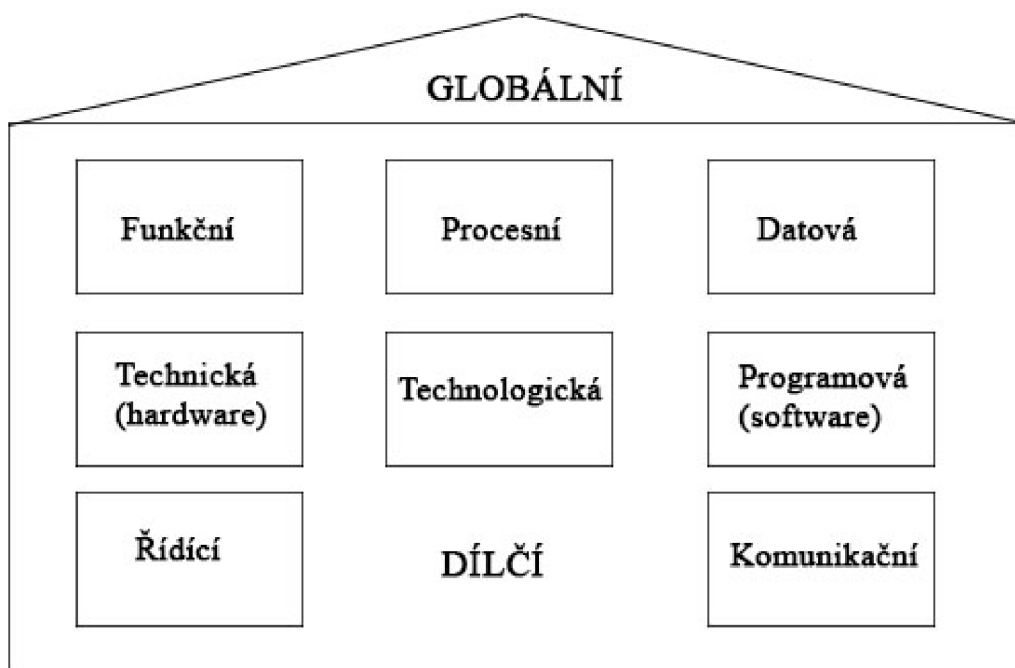 GLOBÁLNÍ
Funkční
Procesní
Datová
Technická
(hardware)
Technologická
Programová
(software)
Řídící
DÍLČÍ
Komunikační